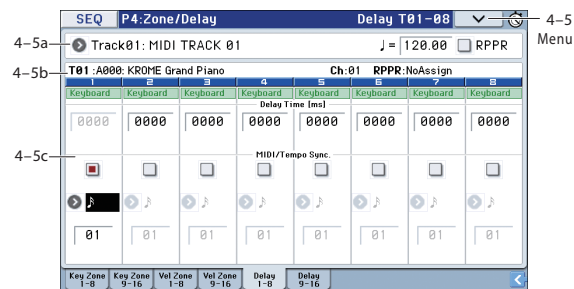 SEQ P4:Zone/Delay Delay T01-08 4–5
Menu
4–5a Track01: MIDI TRACK 01 ♩= 120.00 RPPR
4–5b T01 :A000: KROME Grand Piano Ch:01 RPPR:NoAssign
1 2 3 4 5 6 7 8
Keyboard Keyboard Keyboard Keyboard Keyboard Keyboard Keyboard Keyboard
Delay Time [ms]
0000 0000 0000 0000 0000 0000 0000 0000
4–5c MIDI/Tempo Sync.
01 01 01 01 01 01 01 01
Key Zone 1-8 Key Zone 9-16 Vel Zone 1-8 Vel Zone 9-16 Delay 1-8 Delay 9-16